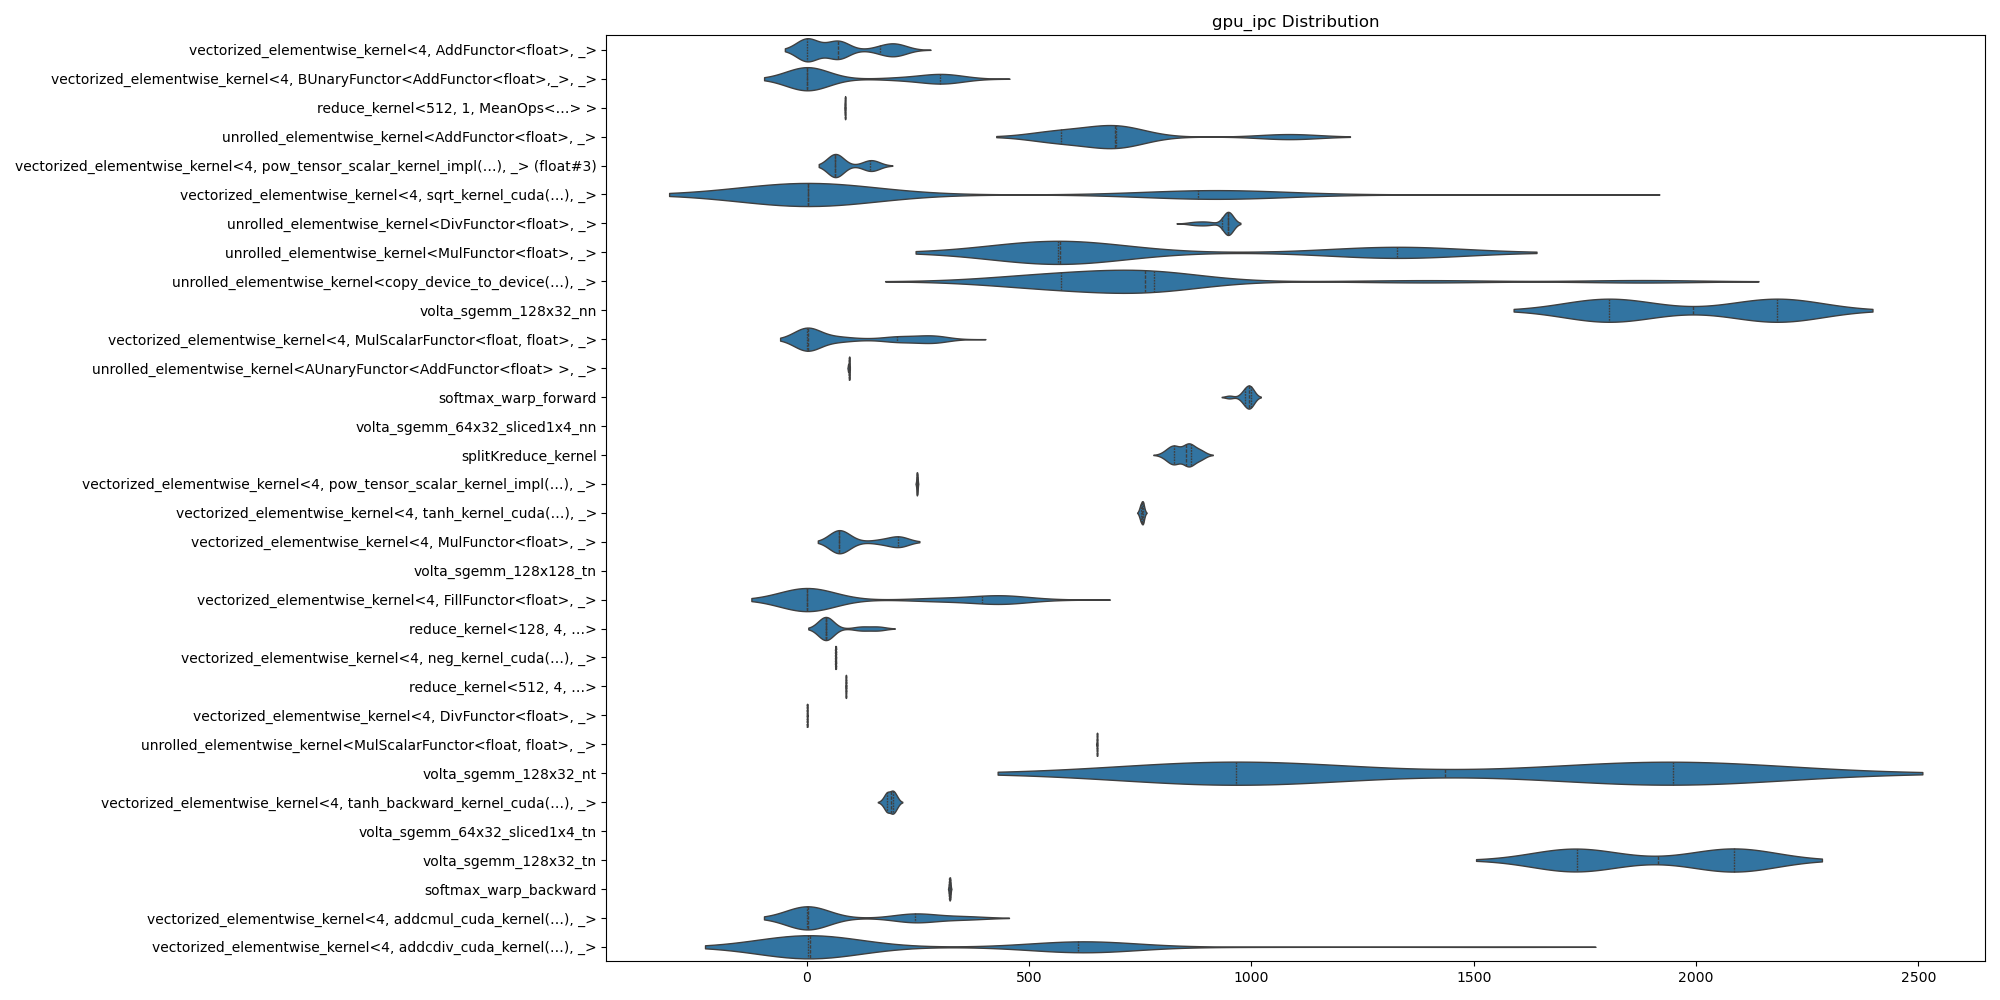 gpu_ipc Distribution
vectorized_elementwise_kernel<4, AddFunctor<float>, _>
vectorized_elementwise_kernel<4, BUnaryFunctor<AddFunctor<float>,_>, _>
reduce_kernel<512, 1, MeanOps<...> >
unrolled_elementwise_kernel<AddFunctor<float>, _>
vectorized_elementwise_kernel<4, pow_tensor_scalar_kernel_impl(...), _> (float#3)
vectorized_elementwise_kernel<4, sqrt_kernel_cuda(...), _>
unrolled_elementwise_kernel<DivFunctor<float>, _>
unrolled_elementwise_kernel<MulFunctor<float>, _>
unrolled_elementwise_kernel<copy_device_to_device(...), _>
volta_sgemm_128x32_nn
vectorized_elementwise_kernel<4, MulScalarFunctor<float, float>, _>
unrolled_elementwise_kernel<AUnaryFunctor<AddFunctor<float> >, _>
softmax_warp_forward
volta_sgemm_64x32_sliced1x4_nn
splitKreduce_kernel
vectorized_elementwise_kernel<4, pow_tensor_scalar_kernel_impl(...), _>
vectorized_elementwise_kernel<4, tanh_kernel_cuda(...), _>
vectorized_elementwise_kernel<4, MulFunctor<float>, _>
volta_sgemm_128x128_tn
vectorized_elementwise_kernel<4, FillFunctor<float>, _>
reduce_kernel<128, 4, ...>
vectorized_elementwise_kernel<4, neg_kernel_cuda(...), _>
reduce_kernel<512, 4, ...>
vectorized_elementwise_kernel<4, DivFunctor<float>, _>
unrolled_elementwise_kernel<MulScalarFunctor<float, float>, _>
volta_sgemm_128x32_nt
vectorized_elementwise_kernel<4, tanh_backward_kernel_cuda(...), _>
volta_sgemm_64x32_sliced1x4_tn
volta_sgemm_128x32_tn
softmax_warp_backward
vectorized_elementwise_kernel<4, addcmul_cuda_kernel(...), _>
vectorized_elementwise_kernel<4, addcdiv_cuda_kernel(...), _>
0 500 1000 1500 2000 2500